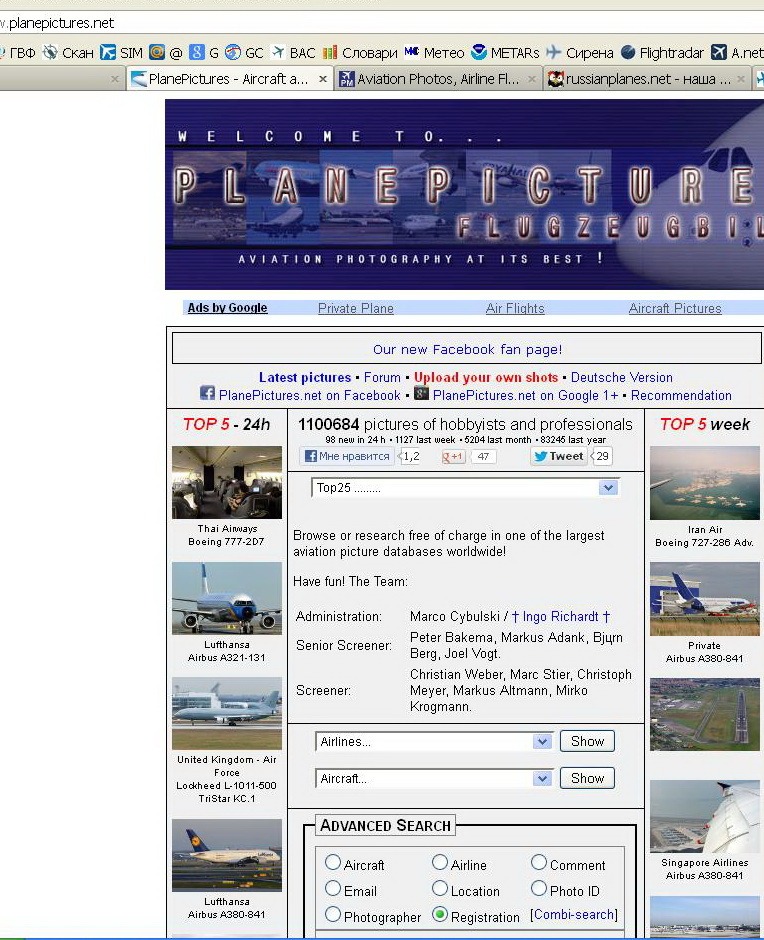 .planepictures.net
ГВФ Скан SIM @ G GC ВАС Словари Метео METARs Сирена Flightradar A.net
PlanePictures - Aircraft a... Aviation Photos, Airline Fl... russianplanes.net - наша ...
WELCOME TO...
PLANEPICTURE
FLUGZEUGBIL
AVIATION PHOTOGRAPHY AT ITS BEST !
Ads by Google Private Plane Air Flights Aircraft Pictures
Our new Facebook fan page!
Latest pictures • Forum • Upload your own shots • Deutsche Version
PlanePictures.net on Facebook • PlanePictures.net on Google 1+ • Recommendation
TOP 5 - 24h
Thai Airways
Boeing 777-2D7
Lufthansa
Airbus A321-131
United Kingdom - Air
Force
Lockheed L-1011-500
TriStar KC.1
Lufthansa
Airbus A380-841
1100684 pictures of hobbyists and professionals
98 new in 24 h • 1127 last week • 5204 last month • 83245 last year
Мне нравится 1,2 g+1 47 Tweet 29
Top25 .........
Browse or research free of charge in one of the largest
aviation picture databases worldwide!
Have fun! The Team:
Administration: Marco Cybulski / † Ingo Richardt †
Senior Screener: Peter Bakema, Markus Adank, Bjцrn
Berg, Joel Vogt.
Screener: Christian Weber, Marc Stier, Christoph
Meyer, Markus Altmann, Mirko
Krogmann.
Airlines... Show
Aircraft... Show
ADVANCED SEARCH
Aircraft Airline Comment
Email Location Photo ID
Photographer Registration [Combi-search]
TOP 5 week
Iran Air
Boeing 727-286 Adv.
Private
Airbus A380-841
Singapore Airlines
Airbus A380-841